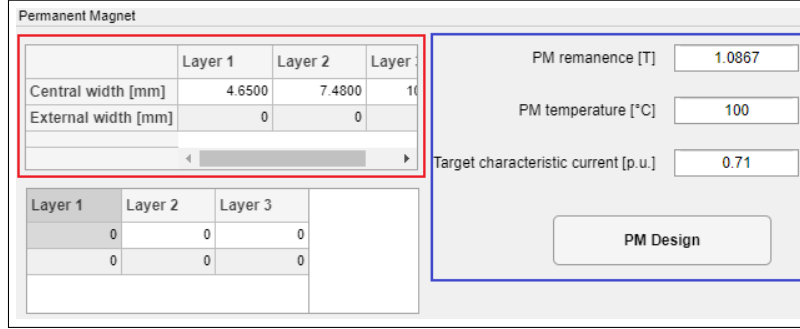 Permanent Magnet
Layer 1 Layer 2 Layer
Central width [mm] 4.6500 7.4800 10
External width [mm] 0 0
PM remanence [T] 1.0867
PM temperature [°C] 100
Target characteristic current [p.u.] 0.71
PM Design
Layer 1 Layer 2 Layer 3
0 0 0
0 0 0